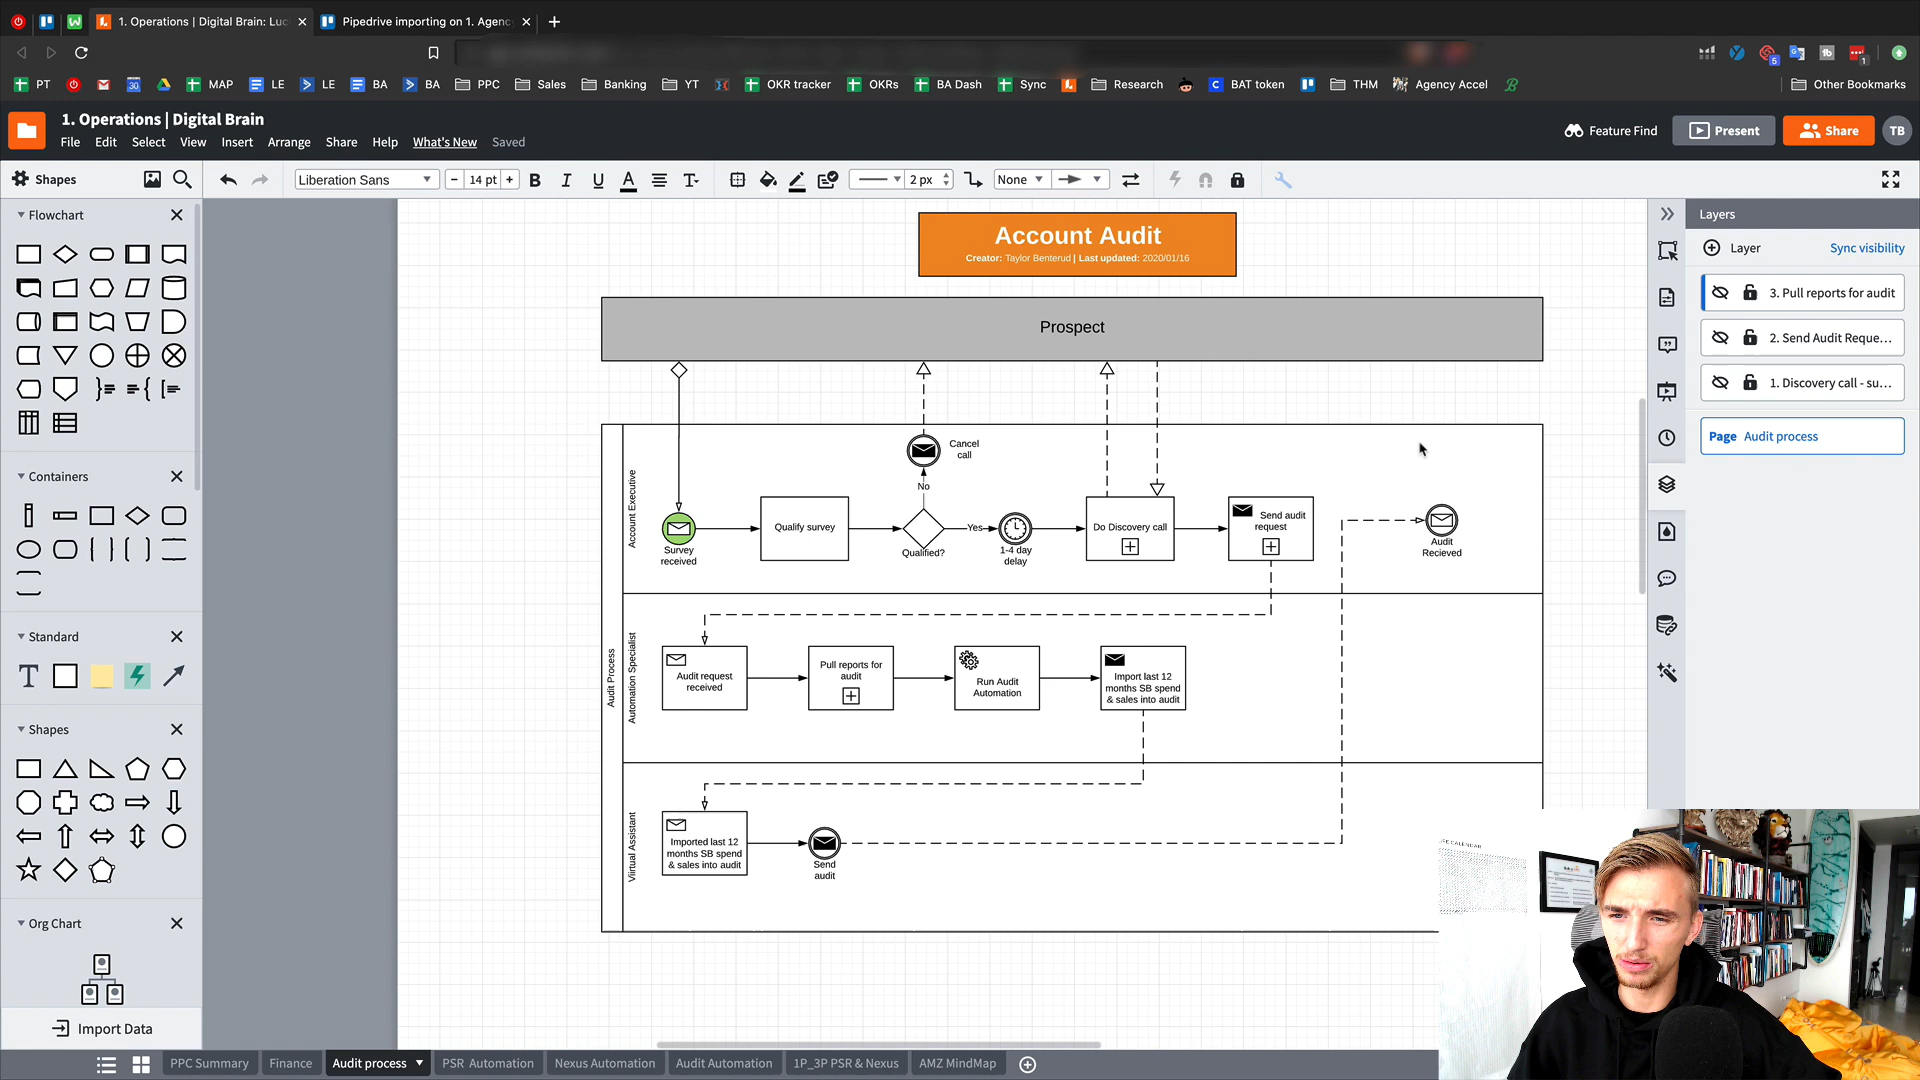 1. Operations | Digital Brain: Luc
Pipedrive importing on 1. Agenc
PT
MAP
LE
LE
BA
BA
PPC
Sales
Banking
YT
OKR tracker
OKRs
BA Dash
Sync
Research
BAT token
THM
Agency Accel
Other Bookmarks
1. Operations | Digital Brain
File Edit Select View Insert Arrange Share Help What's New Saved
Feature Find
Present
Share
TB
Shapes
Liberation Sans
14 pt
B I U A
2 px
None
Layers
Layer
Sync visibility
3. Pull reports for audit
2. Send Audit Reque...
1. Discovery call - su...
Page Audit process
Flowchart
Containers
Standard
Shapes
Org Chart
Import Data
Account Audit
Creator: Taylor Benterud | Last updated: 2020/01/16
Prospect
Audit Process
Account Executive
Survey
received
Qualify survey
Cancel
call
No
Qualified?
Yes
1-4 day
delay
Do Discovery call
Send audit
request
Audit
Recieved
Automation Specialist
Audit request
received
Pull reports for
audit
Run Audit
Automation
Import last 12
months SB spend
& sales into audit
Viirtual Assistant
Imported last 12
months SB spend
& sales into audit
Send
audit
PPC Summary
Finance
Audit process
PSR Automation
Nexus Automation
Audit Automation
1P_3P PSR & Nexus
AMZ MindMap